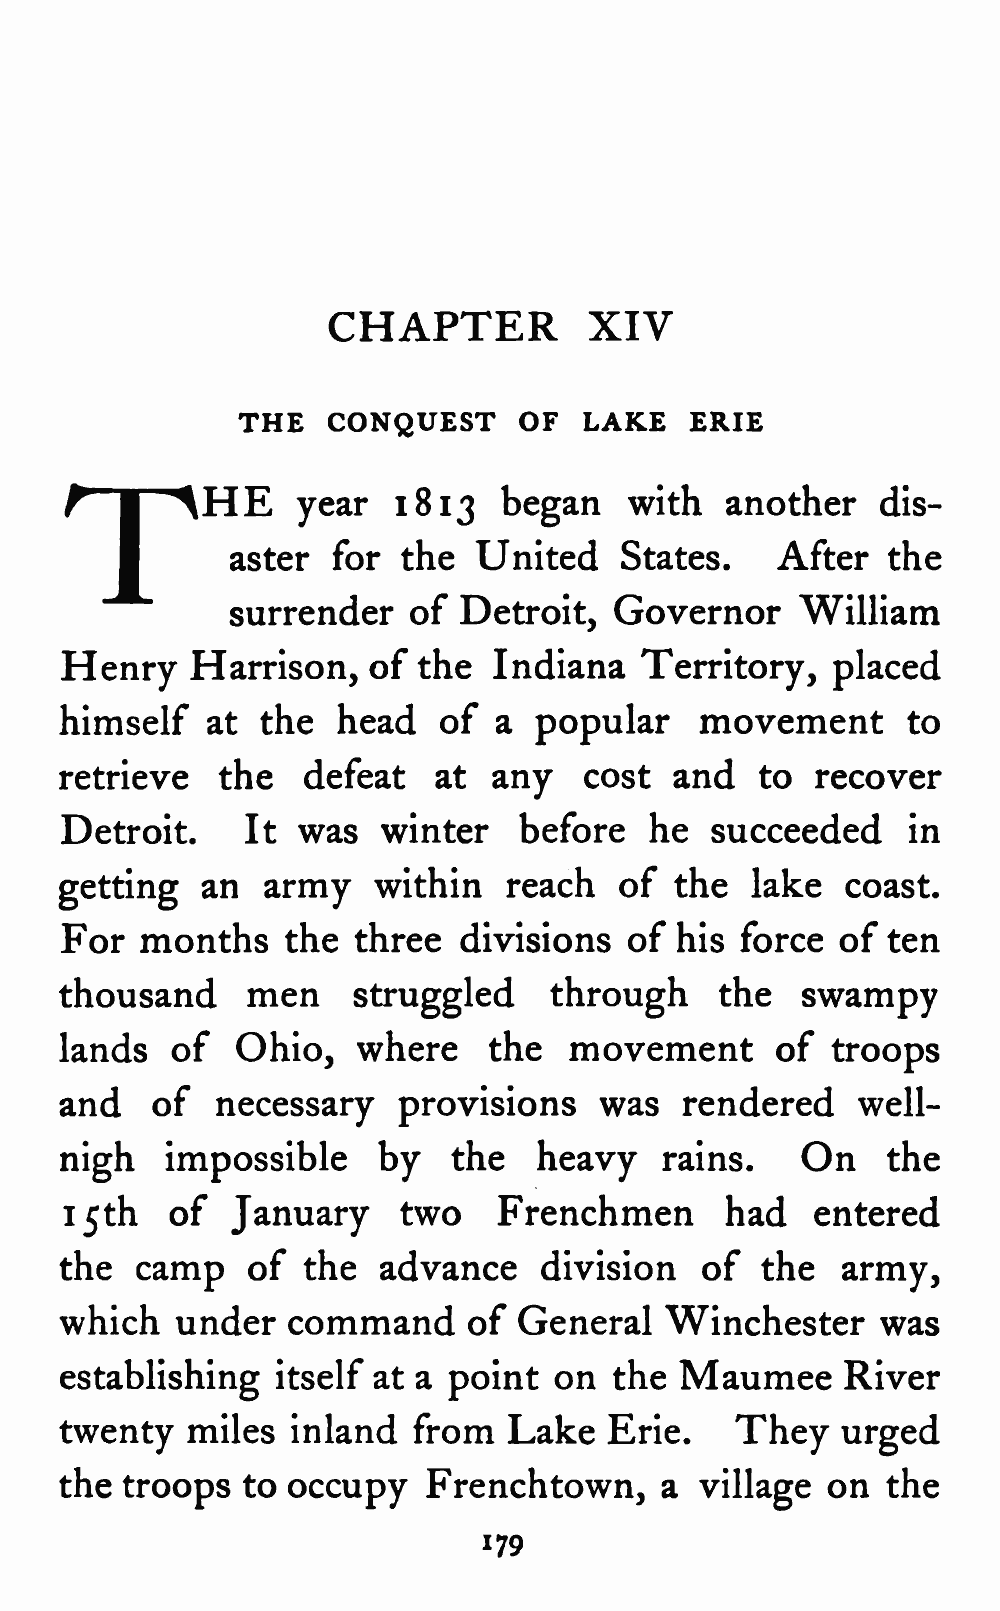 CHAPTER XIV
THE CONQUEST OF LAKE ERIE
THE year 1813 began with another dis-
aster for the United States. After the
surrender of Detroit, Governor William
Henry Harrison, of the Indiana Territory, placed
himself at the head of a popular movement to
retrieve the defeat at any cost and to recover
Detroit. It was winter before he succeeded in
getting an army within reach of the lake coast.
For months the three divisions of his force of ten
thousand men struggled through the swampy
lands of Ohio, where the movement of troops
and of necessary provisions was rendered well-
nigh impossible by the heavy rains. On the
15th of January two Frenchmen had entered
the camp of the advance division of the army,
which under command of General Winchester was
establishing itself at a point on the Maumee River
twenty miles inland from Lake Erie. They urged
the troops to occupy Frenchtown, a village on the
179